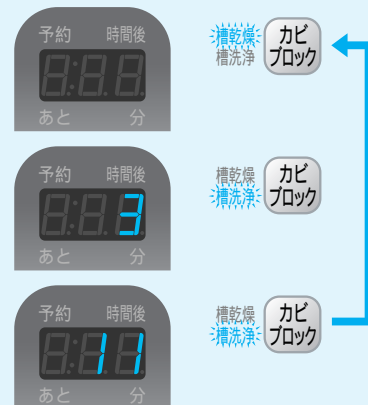 予約 時間後
あと 分
槽乾燥
槽洗浄
カビ
ブロック
予約 時間後
3
あと 分
槽乾燥
槽洗浄
カビ
ブロック
予約 時間後
11
あと 分
槽乾燥
槽洗浄
カビ
ブロック